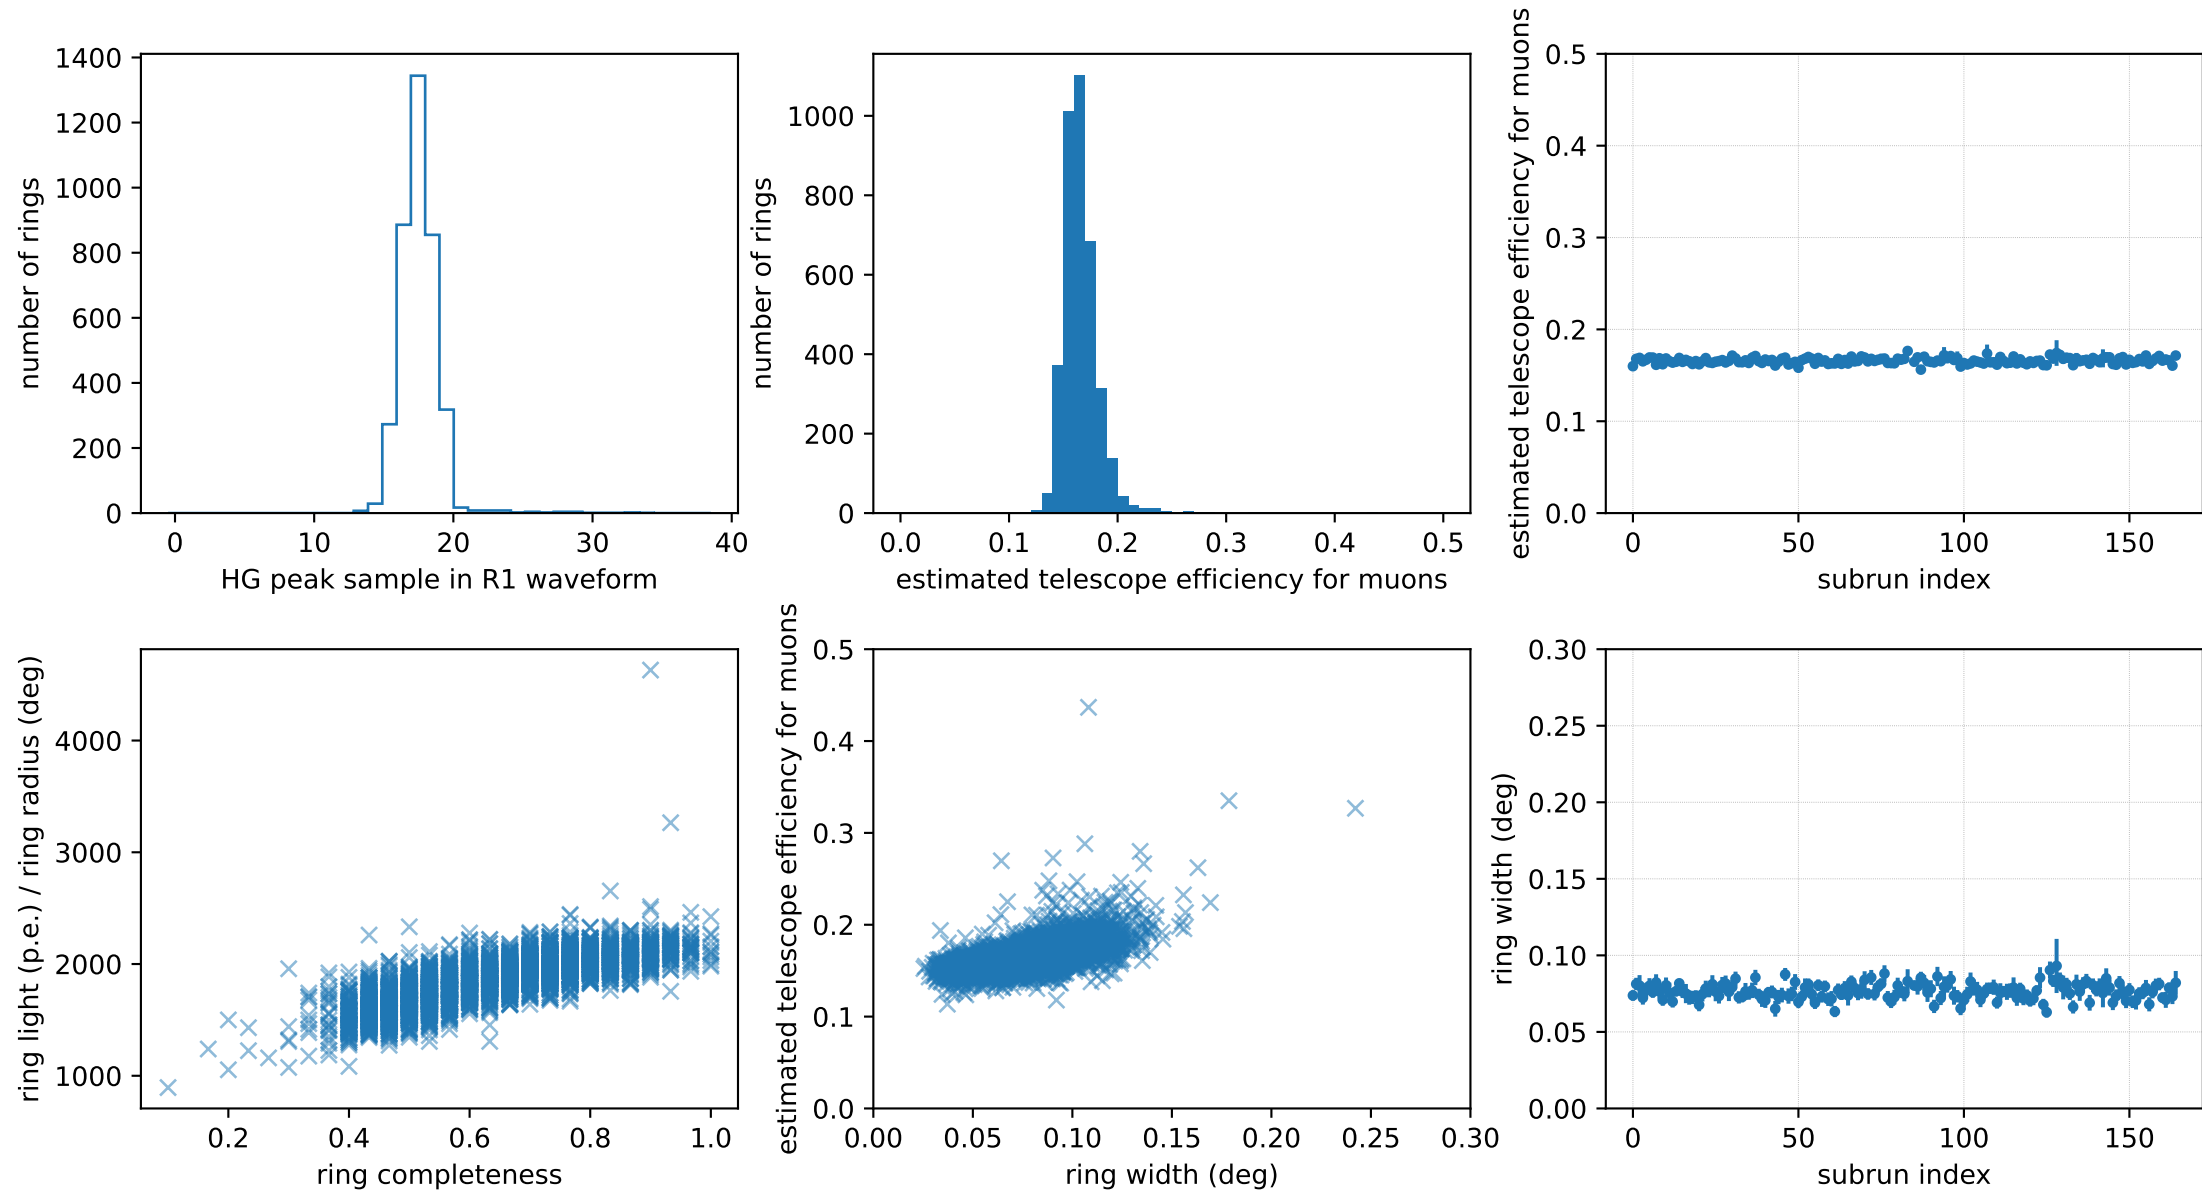 number of rings
1400
1200
1000
800
600
400
200
0
0 10 20 30 40
HG peak sample in R1 waveform
number of rings
1000
800
600
400
200
0
0.0 0.1 0.2 0.3 0.4 0.5
estimated telescope efficiency for muons
estimated telescope efficiency for muons
0.5
0.4
0.3
0.2
0.1
0.0
0 50 100 150
subrun index
ring light (p.e.) / ring radius (deg)
4000
3000
2000
1000
0.2 0.4 0.6 0.8 1.0
ring completeness
estimated telescope efficiency for muons
0.5
0.4
0.3
0.2
0.1
0.0
0.00 0.05 0.10 0.15 0.20 0.25 0.30
ring width (deg)
ring width (deg)
0.30
0.25
0.20
0.15
0.10
0.05
0.00
0 50 100 150
subrun index